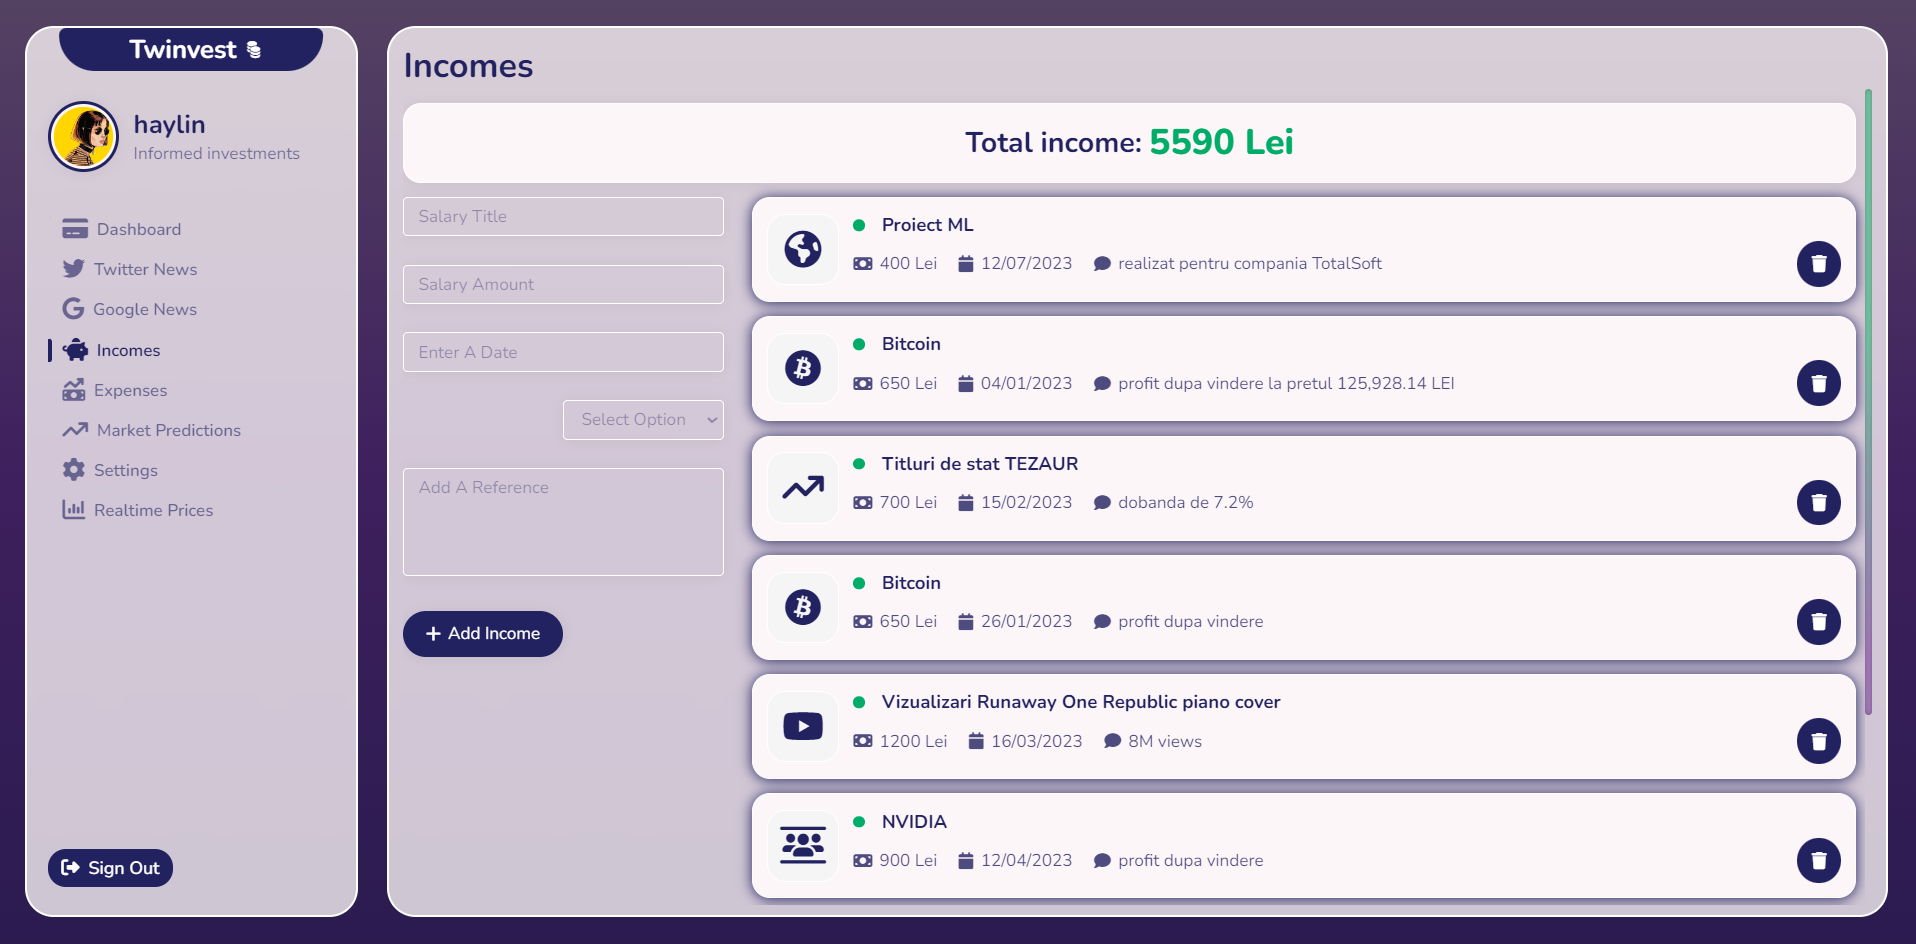 Twinvest
haylin
Informed investments
Dashboard
Twitter News
Google News
Incomes
Expenses
Market Predictions
Settings
Realtime Prices
Sign Out
Incomes
Total income: 5590 Lei
Salary Title
Salary Amount
Enter A Date
Select Option
Add A Reference
Add Income
Proiect ML
400 Lei 12/07/2023 realizat pentru compania TotalSoft
Bitcoin
650 Lei 04/01/2023 profit dupa vindere la pretul 125,928.14 LEI
Titluri de stat TEZAUR
700 Lei 15/02/2023 dobanda de 7.2%
Bitcoin
650 Lei 26/01/2023 profit dupa vindere
Vizualizari Runaway One Republic piano cover
1200 Lei 16/03/2023 8M views
NVIDIA
900 Lei 12/04/2023 profit dupa vindere